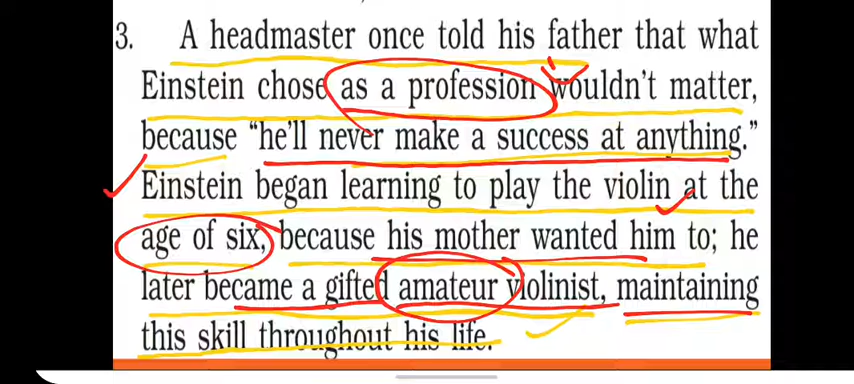 3. A headmaster once told his father that what
Einstein chose as a profession wouldn't matter,
because “he'll never make a success at anything.”
Einstein began learning to play the violin at the
age of six, because his mother wanted him to; he
later became a gifted amateur violinist, maintaining
this skill throughout his life.